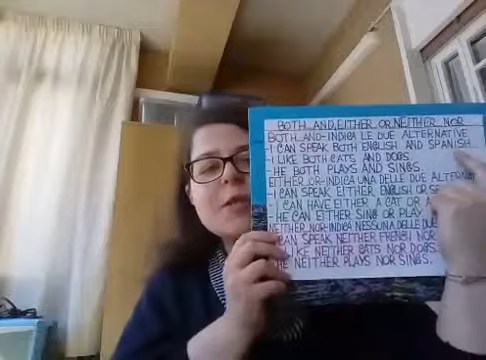 BOTH AND, EITHER OR, NEITHER NOR
BOTH AND-INDICA LE DUE ALTERNATIVE
-I CAN SPEAK BOTH ENGLISH AND SPANISH
-I LIKE BOTH CATS AND DOGS
-HE BOTH PLAYS AND SINGS.
EITHER OR-INDICA UNA DELLE DUE
-I CAN SPEAK EITHER ENGLISH OR
-I CAN HAVE EITHER A CAT OR A
-HE CAN EITHER SING OR PLAY
NEITHER NOR-INDICA NESSUNA DELLE DUE
CAN SPEAK NEITHER FRENCH NOR
LIKE NEITHER CATS NOR DOGS
HE NEITHER PLAYS NOR SINGS.